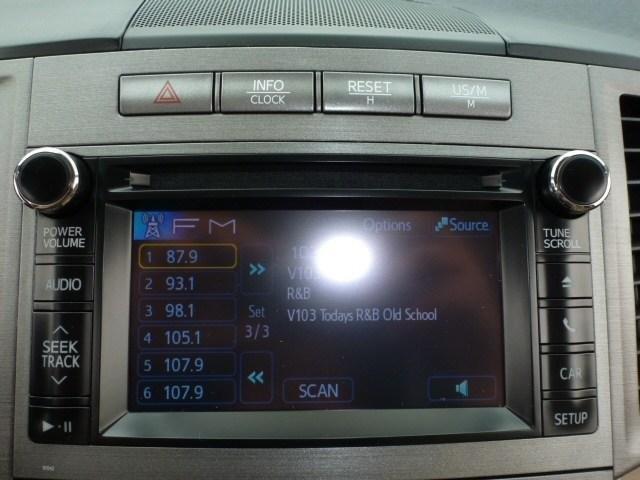 INFO
CLOCK
RESET
H
US/M
M
POWER
VOLUME
TUNE
SCROLL
FM
Options
Source
1 87.9
2 93.1
3 98.1
4 105.1
5 107.9
6 107.9
Set
3/3
R&B
V103 Todays R&B Old School
SCAN
AUDIO
SEEK
TRACK
CAR
SETUP